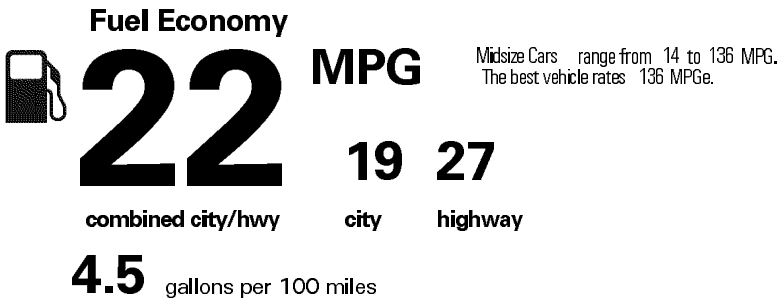 Fuel Economy
22 MPG
Midsize Cars range from 14 to 136 MPG.
The best vehicle rates 136 MPGe.
19 27
combined city/hwy city highway
4.5 gallons per 100 miles